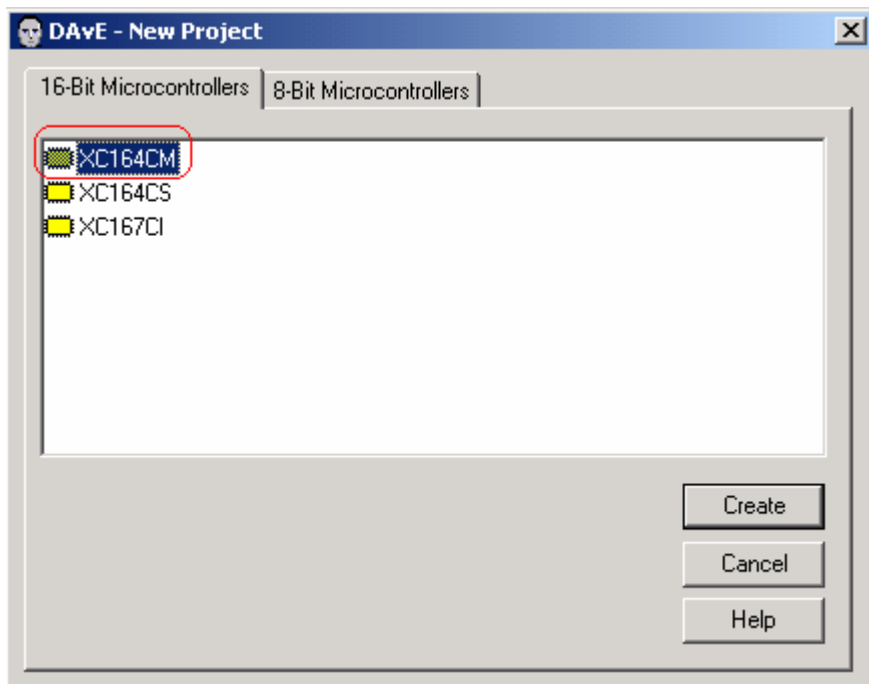 DAvE - New Project
16-Bit Microcontrollers 8-Bit Microcontrollers
XC164CM
XC164CS
XC167CI
Create
Cancel
Help